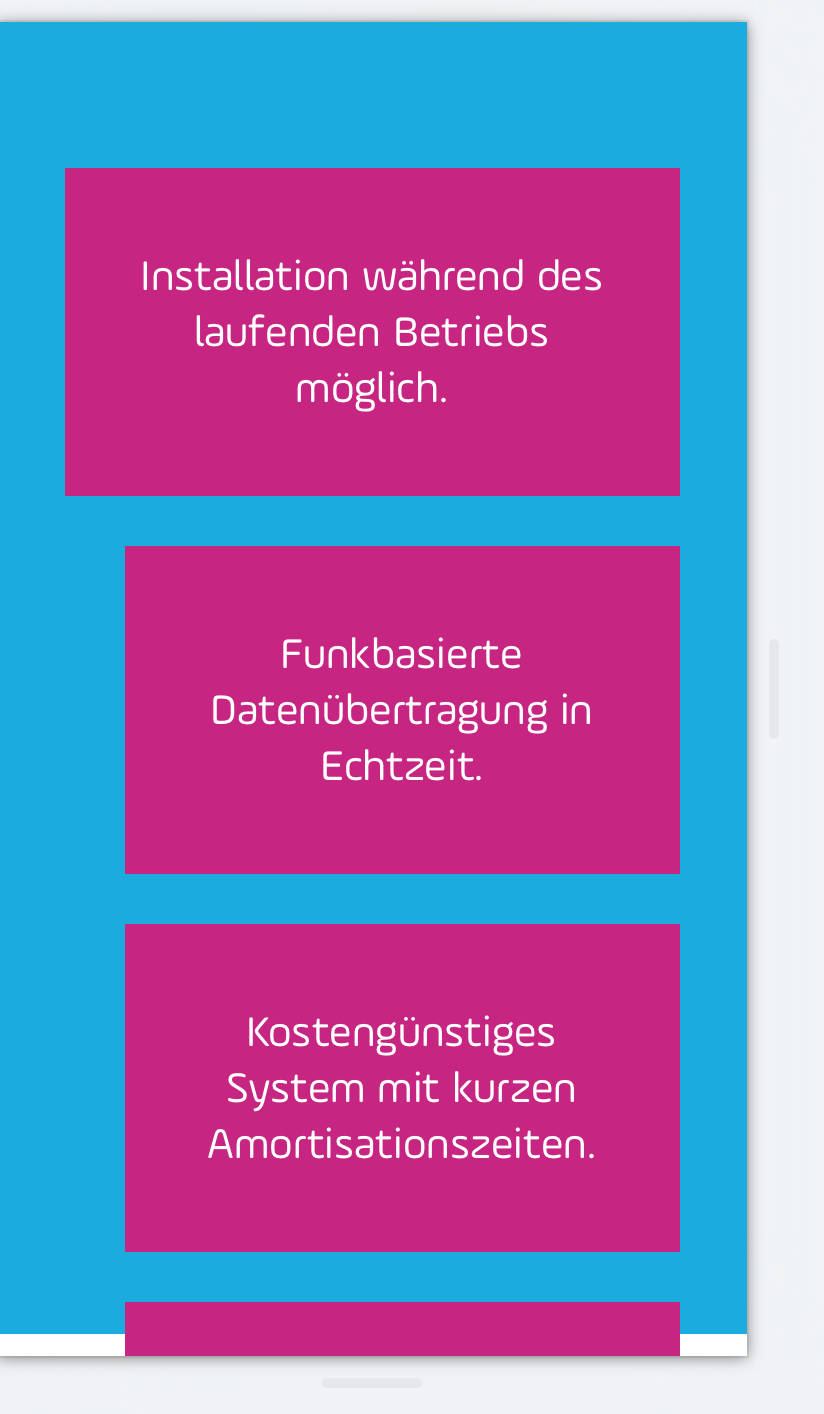 Installation während des
laufenden Betriebs
möglich.
Funkbasierte
Datenübertragung in
Echtzeit.
Kostengünstiges
System mit kurzen
Amortisationszeiten.